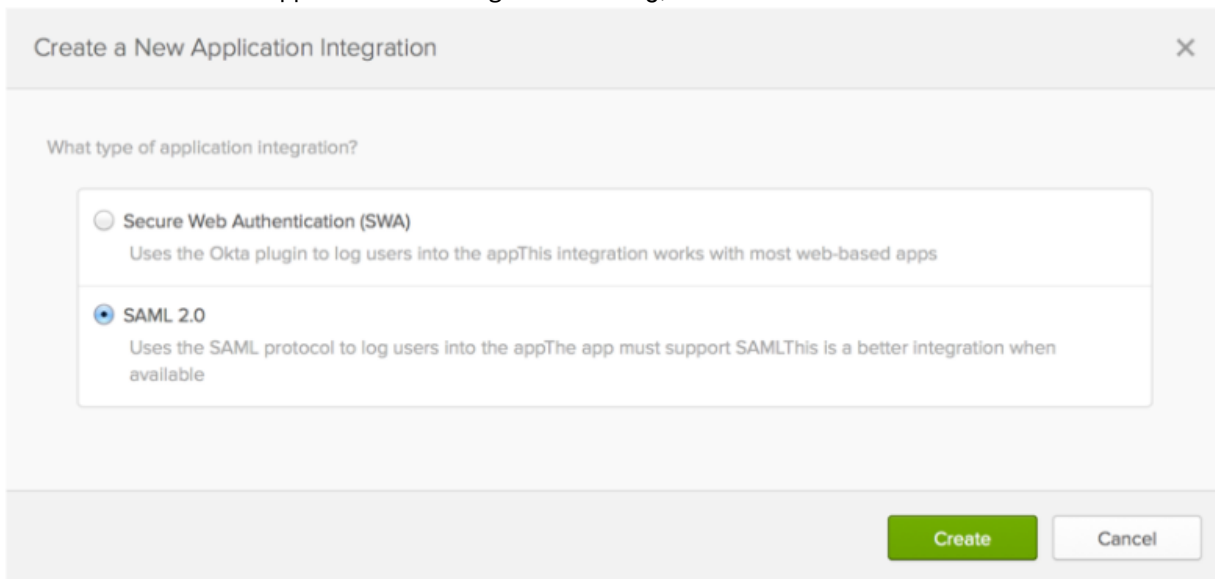 Create a New Application Integration
What type of application integration?
Secure Web Authentication (SWA)
Uses the Okta plugin to log users into the appThis integration works with most web-based apps
SAML 2.0
Uses the SAML protocol to log users into the appThe app must support SAMLThis is a better integration when
available
Create
Cancel